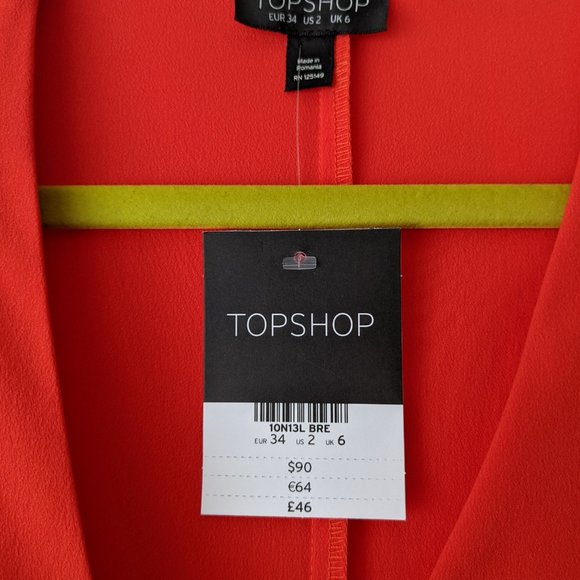 TOPSHOP
EUR 34 US 2 UK 6
Made in
Romania
RN 125149
TOPSHOP
10N13L BRE
EUR 34 US 2 UK 6
$90
€64
£46